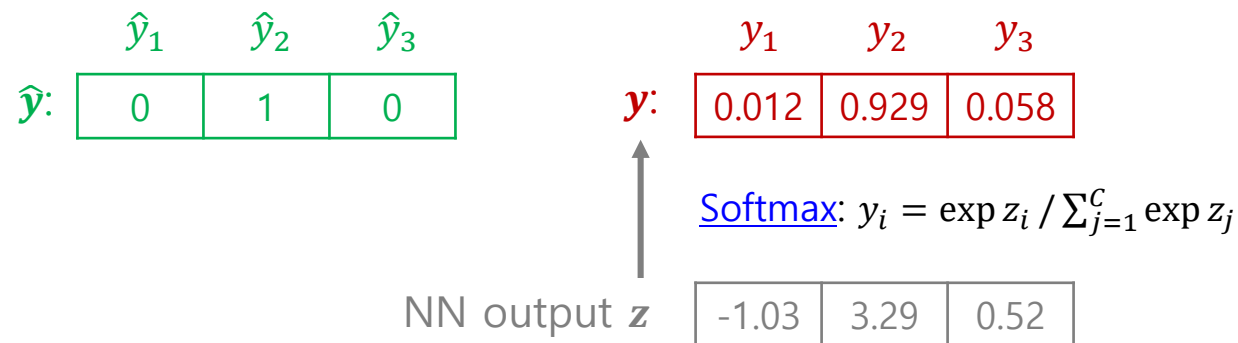 ŷ₁ ŷ₂ ŷ₃ y₁ y₂ y₃
ŷ: 0 1 0 y: 0.012 0.929 0.058
Softmax: yᵢ = exp zᵢ / ∑ⱼ₌₁ᶜ exp zⱼ
NN output z -1.03 3.29 0.52